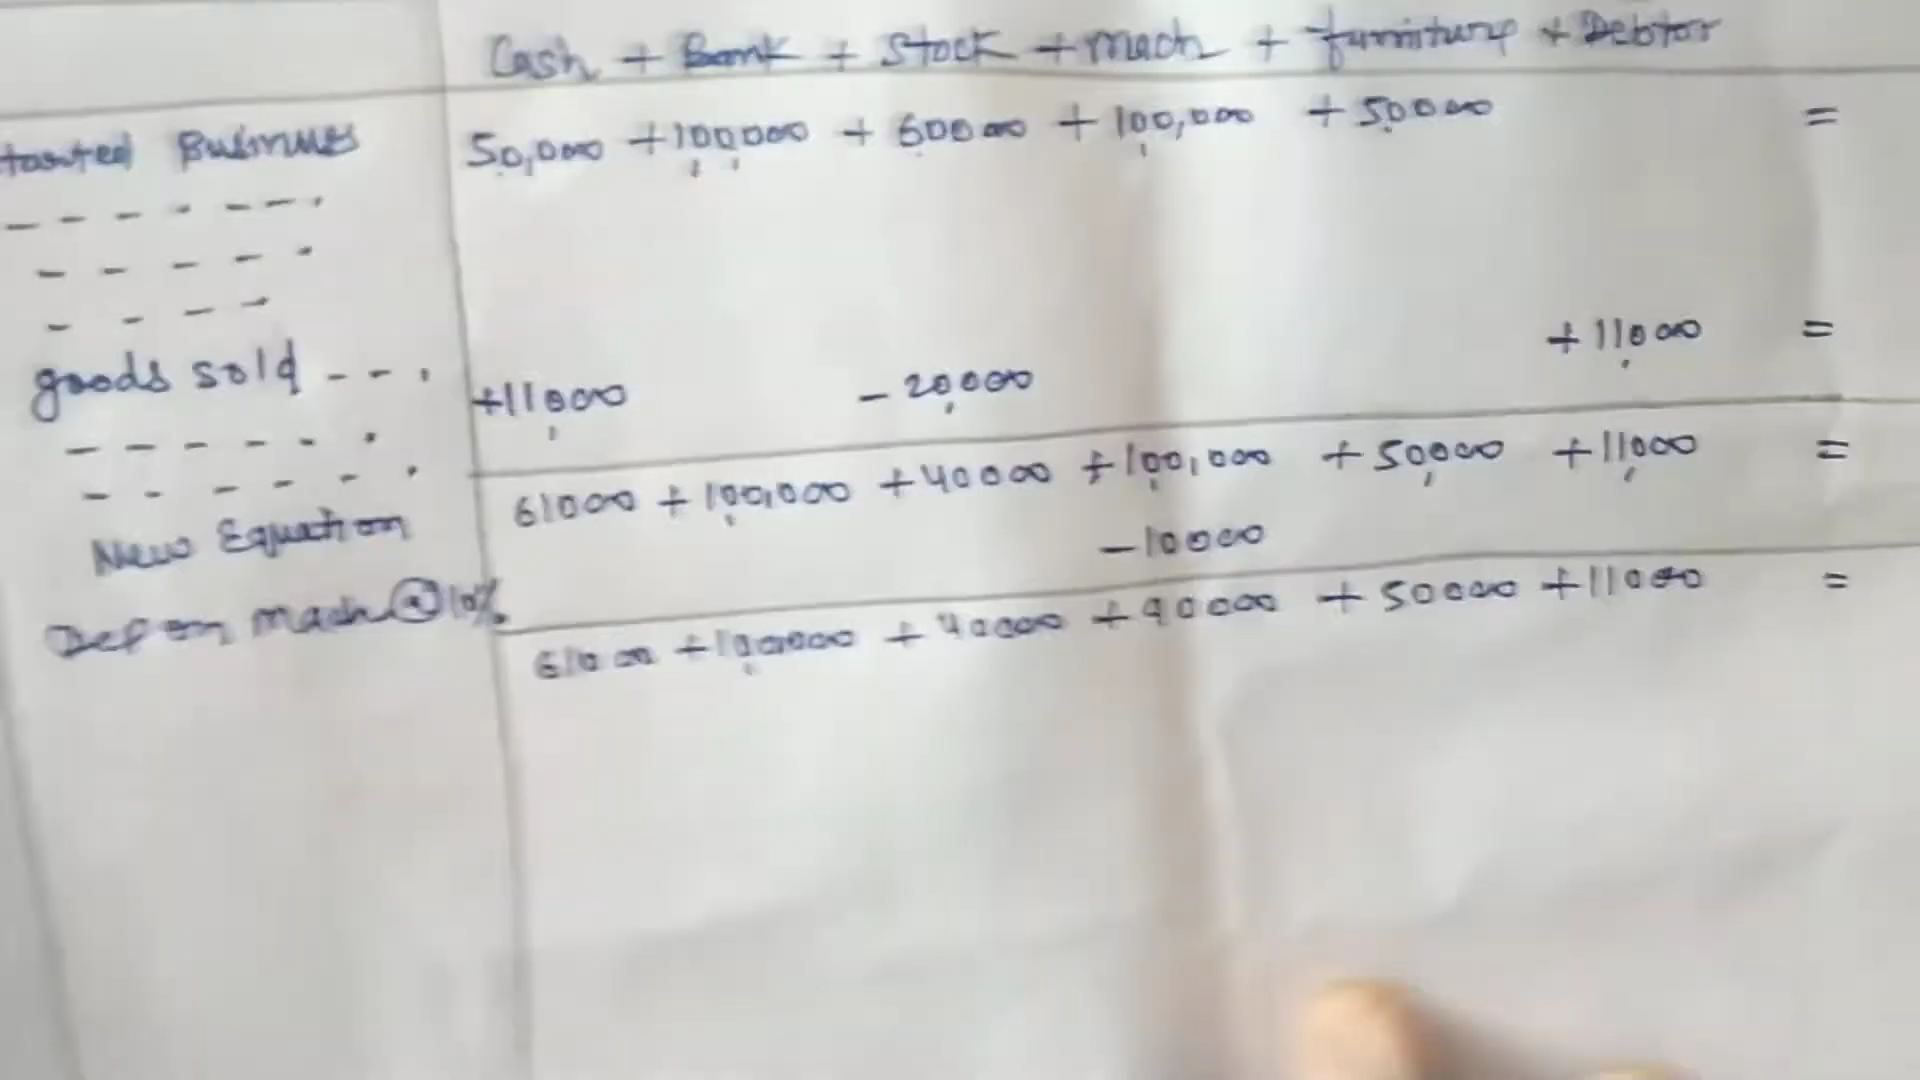 Cash + Bank + Stock + Mach + furniture + Debtor
tarted Business 50,000 + 100,000 + 60000 + 100,000 + 50000 =
- - - - - - - .
- - - - -
- - - -
goods sold - - . +11000 - 20,000 + 11000 =
- - - - - - .
- - - - - - .
New Equation 61000 + 100,000 + 40000 + 100,000 + 50000 + 11000 =
Dep on mach @ 10% - 10000
61000 + 100000 + 40000 + 90000 + 50000 + 11000 =